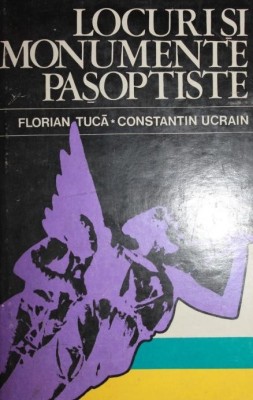 LOCURI ȘI
MONUMENTE
PAȘOPTISTE
FLORIAN TUCĂ • CONSTANTIN UCRAIN